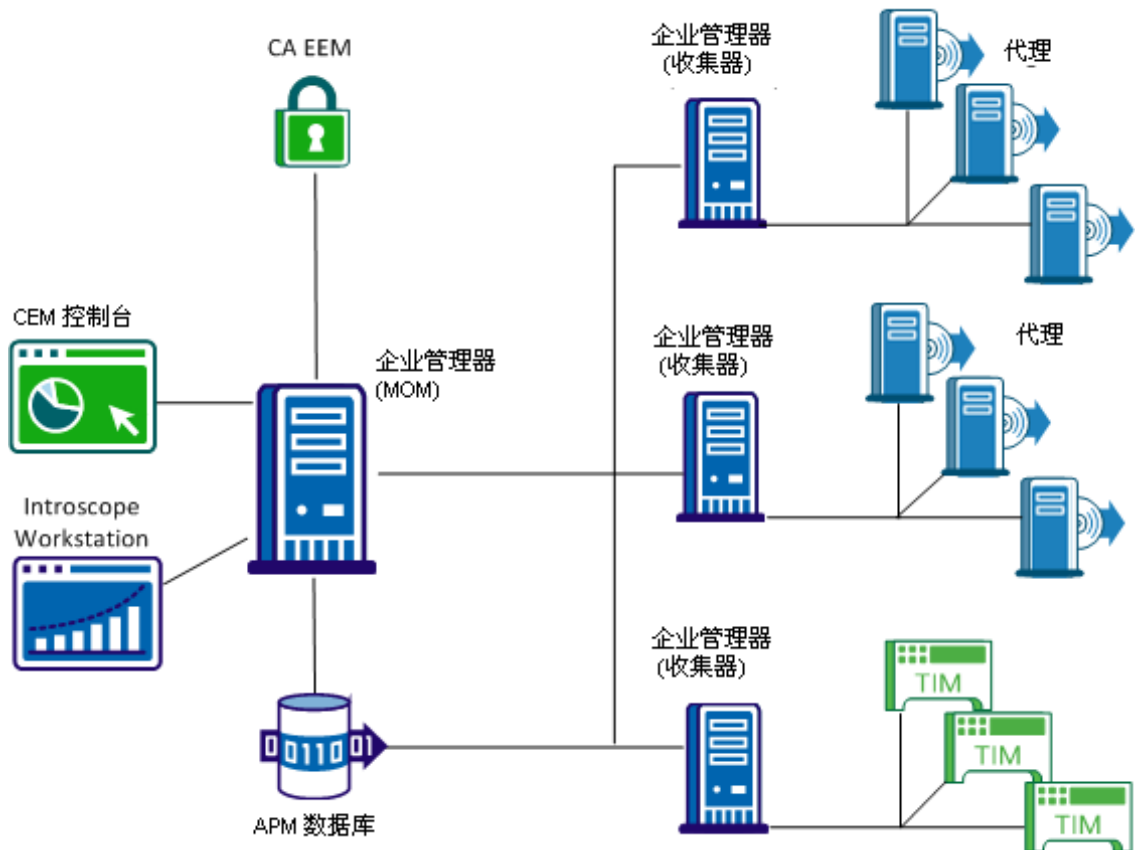 CA EEM
企业管理器
(收集器)
代理
CEM 控制台
企业管理器
(MOM)
企业管理器
(收集器)
代理
Introscope
Workstation
企业管理器
(收集器)
TIM
TIM
TIM
0 0110 01
APM 数据库